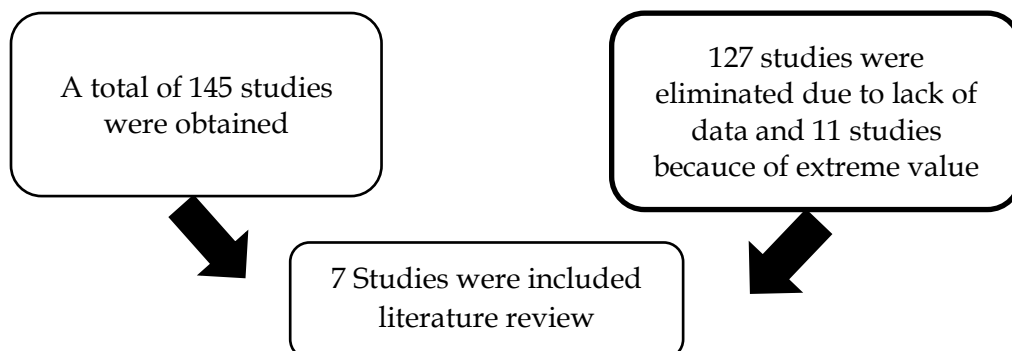 A total of 145 studies
were obtained
127 studies were
eliminated due to lack of
data and 11 studies
becauce of extreme value
7 Studies were included
literature review